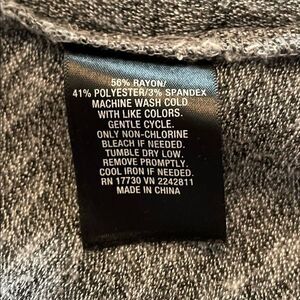 56% RAYON/
41% POLYESTER/3% SPANDEX
MACHINE WASH COLD
WITH LIKE COLORS.
GENTLE CYCLE.
ONLY NON-CHLORINE
BLEACH IF NEEDED.
TUMBLE DRY LOW.
REMOVE PROMPTLY.
COOL IRON IF NEEDED.
RN 17730 VN 2242811
MADE IN CHINA